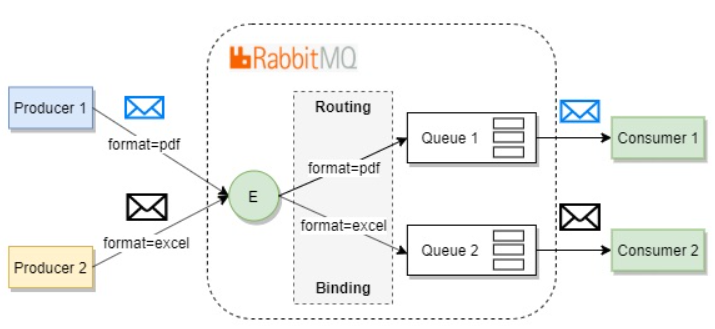 RabbitMQ
Routing
Producer 1
format=pdf
Queue 1
Consumer 1
format=pdf
E
format=excel
format=excel
Queue 2
Consumer 2
Producer 2
Binding